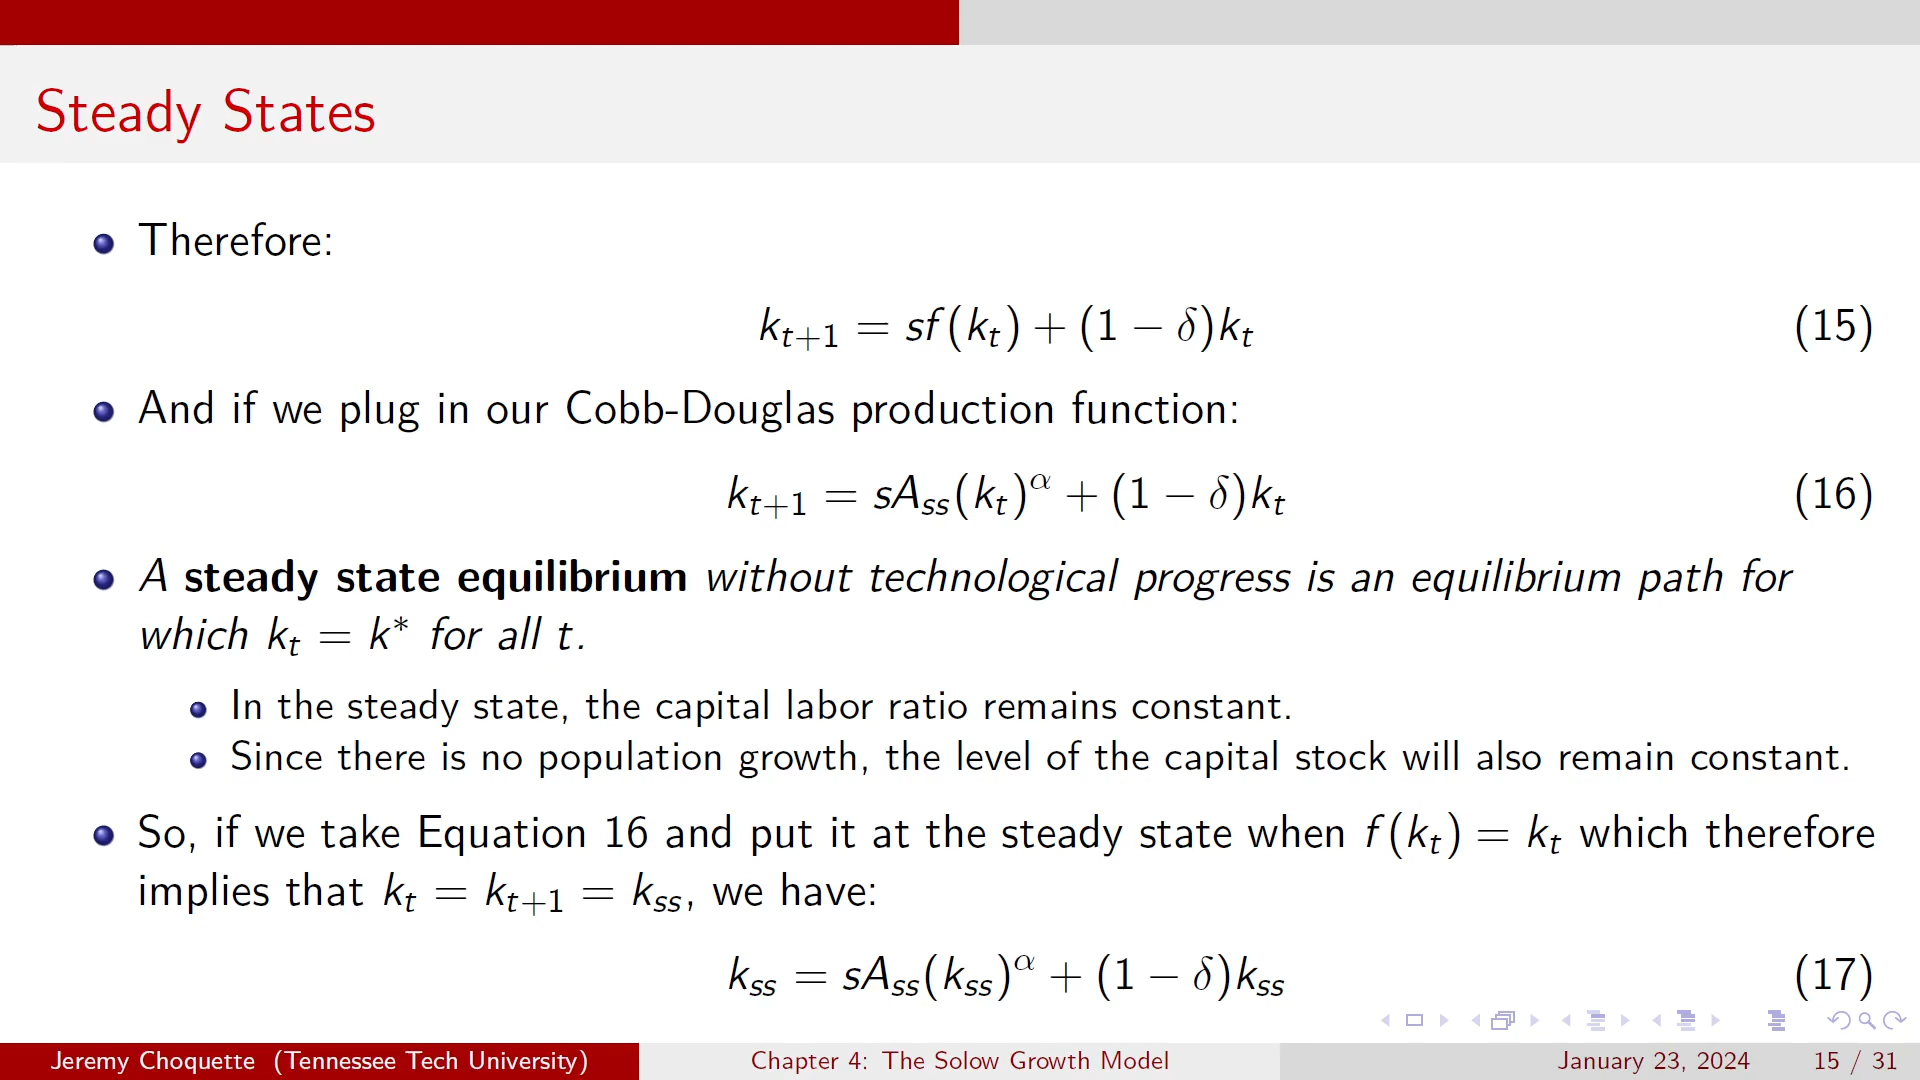 Steady States
Therefore:
k_{t+1} = sf(k_t) + (1 − δ)k_t (15)
And if we plug in our Cobb-Douglas production function:
k_{t+1} = sA_{ss}(k_t)^α + (1 − δ)k_t (16)
A steady state equilibrium without technological progress is an equilibrium path for
which k_t = k* for all t.
In the steady state, the capital labor ratio remains constant.
Since there is no population growth, the level of the capital stock will also remain constant.
So, if we take Equation 16 and put it at the steady state when f(k_t) = k_t which therefore
implies that k_t = k_{t+1} = k_{ss}, we have:
k_{ss} = sA_{ss}(k_{ss})^α + (1 − δ)k_{ss} (17)
Jeremy Choquette (Tennessee Tech University) Chapter 4: The Solow Growth Model January 23, 2024 15 / 31